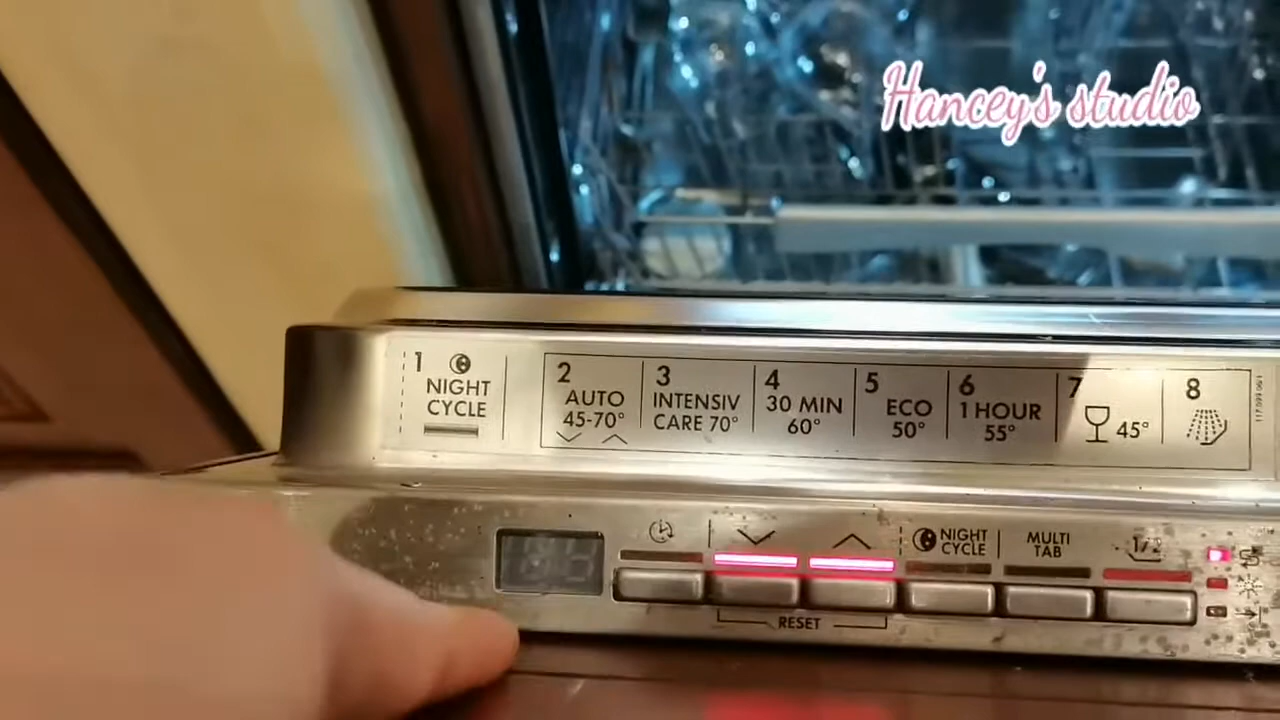 Hancey's studio
1
NIGHT
CYCLE
2
AUTO
45-70°
3
INTENSIV
CARE 70°
4
30 MIN
60°
5
ECO
50°
6
1 HOUR
55°
7
45°
8
NIGHT
CYCLE
MULTI
TAB
1/2
RESET